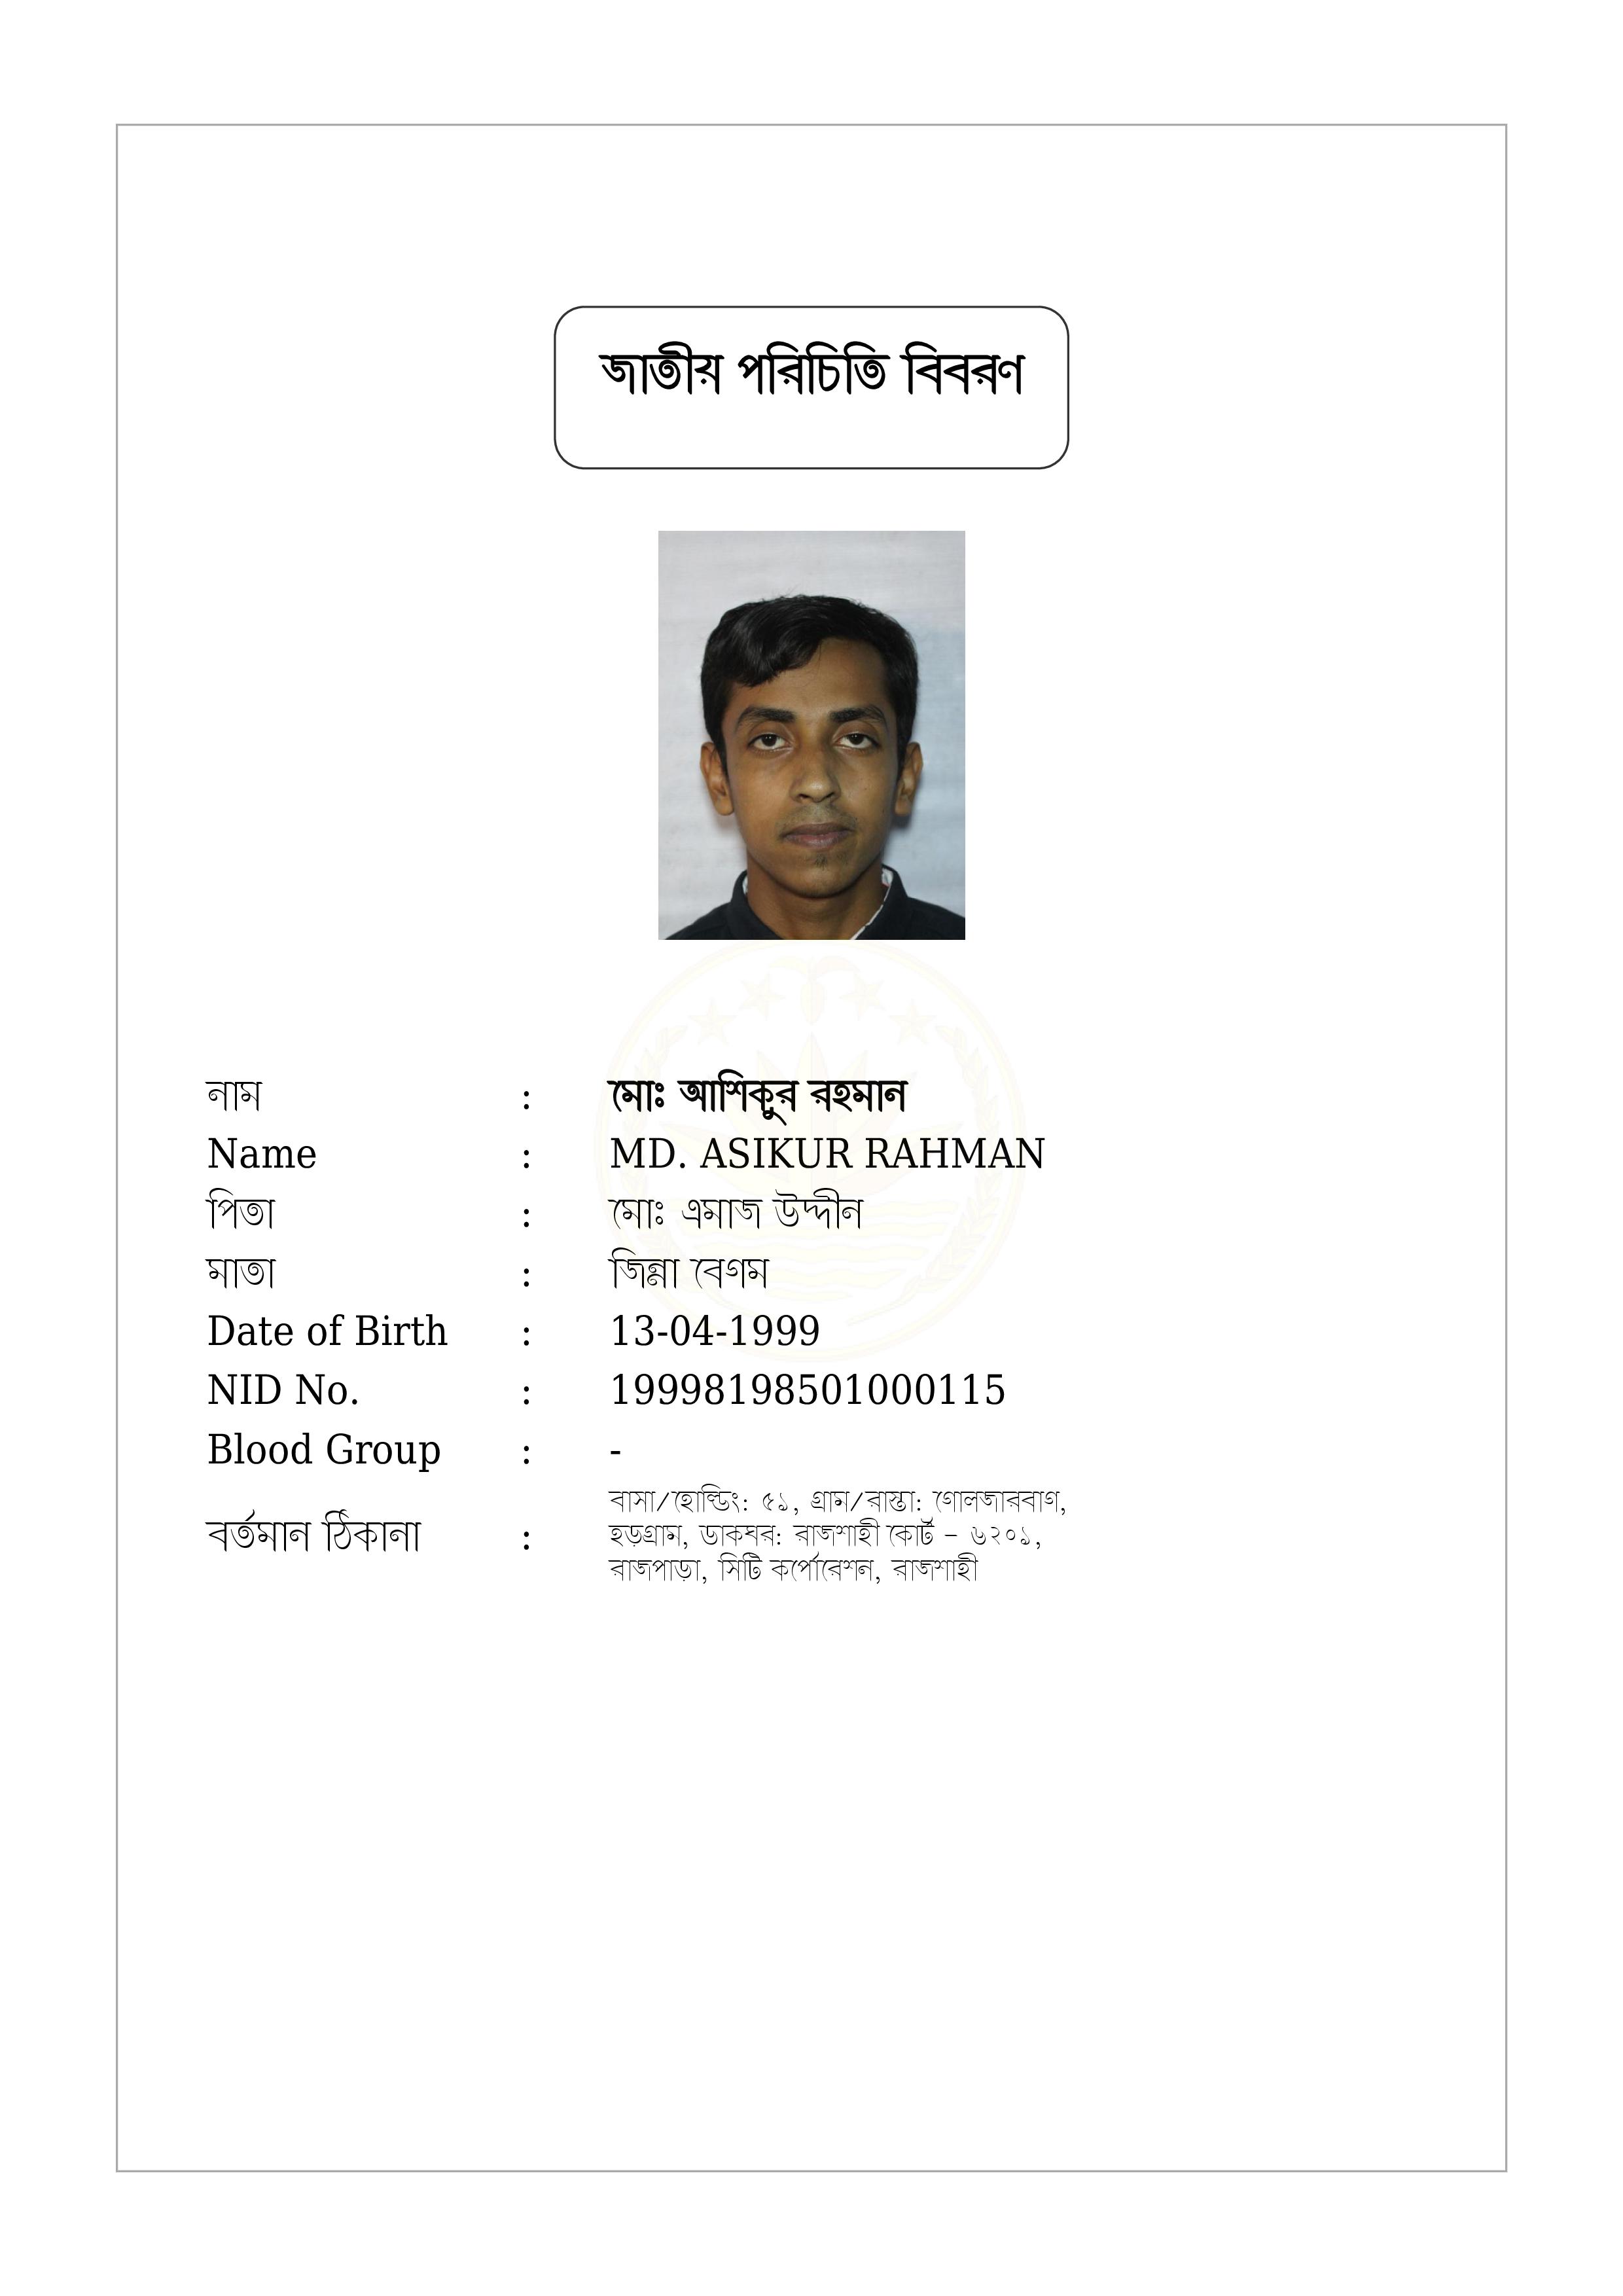 জাতীয় পরিচিতি বিবরণ
নাম : মোঃ আশিকুর রহমান
Name : MD. ASIKUR RAHMAN
পিতা : মোঃ এমাজ উদ্দীন
মাতা : জিন্না বেগম
Date of Birth : 13-04-1999
NID No. : 19998198501000115
Blood Group : -
বর্তমান ঠিকানা : বাসা/হোল্ডিং: ৫১, গ্রাম/রাস্তা: গোলজারবাগ,
হড়গ্রাম, ডাকঘর: রাজশাহী কোর্ট - ৬২০১,
রাজপাড়া, সিটি কর্পোরেশন, রাজশাহী